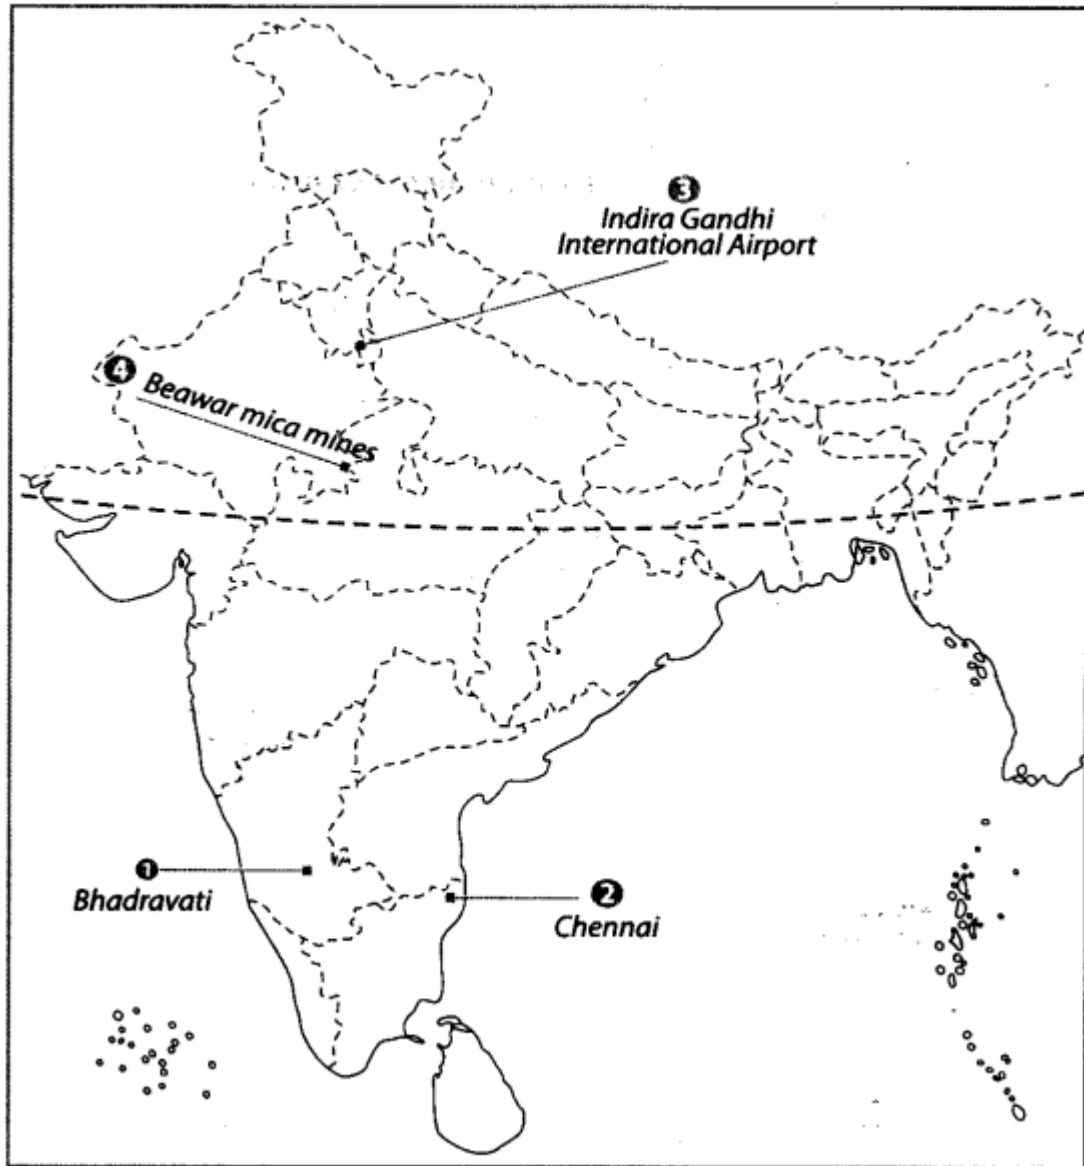 3
Indira Gandhi
International Airport
4
Beawar mica mines
1
Bhadravati
2
Chennai